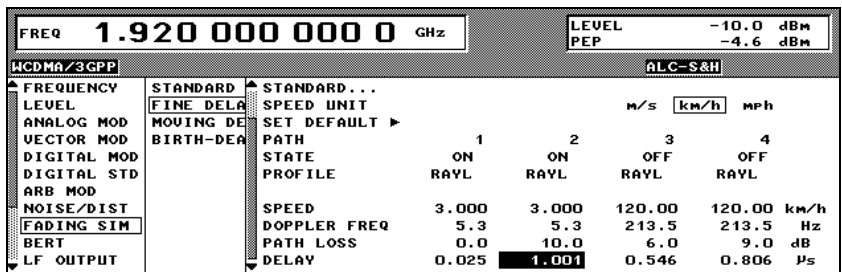 FREQ 1.920 000 000 0 GHz
LEVEL -10.0 dBm
PEP -4.6 dBm
WCDMA/3GPP ALC-S&H
FREQUENCY STANDARD STANDARD...
LEVEL FINE DELA SPEED UNIT m/s km/h mph
ANALOG MOD MOVING DE SET DEFAULT ►
VECTOR MOD BIRTH-DEA PATH 1 2 3 4
DIGITAL MOD STATE ON ON OFF OFF
DIGITAL STD PROFILE RAYL RAYL RAYL RAYL
ARB MOD
NOISE/DIST SPEED 3.000 3.000 120.00 120.00 km/h
FADING SIM DOPPLER FREQ 5.3 5.3 213.5 213.5 Hz
BERT PATH LOSS 0.0 10.0 6.0 9.0 dB
LF OUTPUT DELAY 0.025 1.001 0.546 0.806 µs